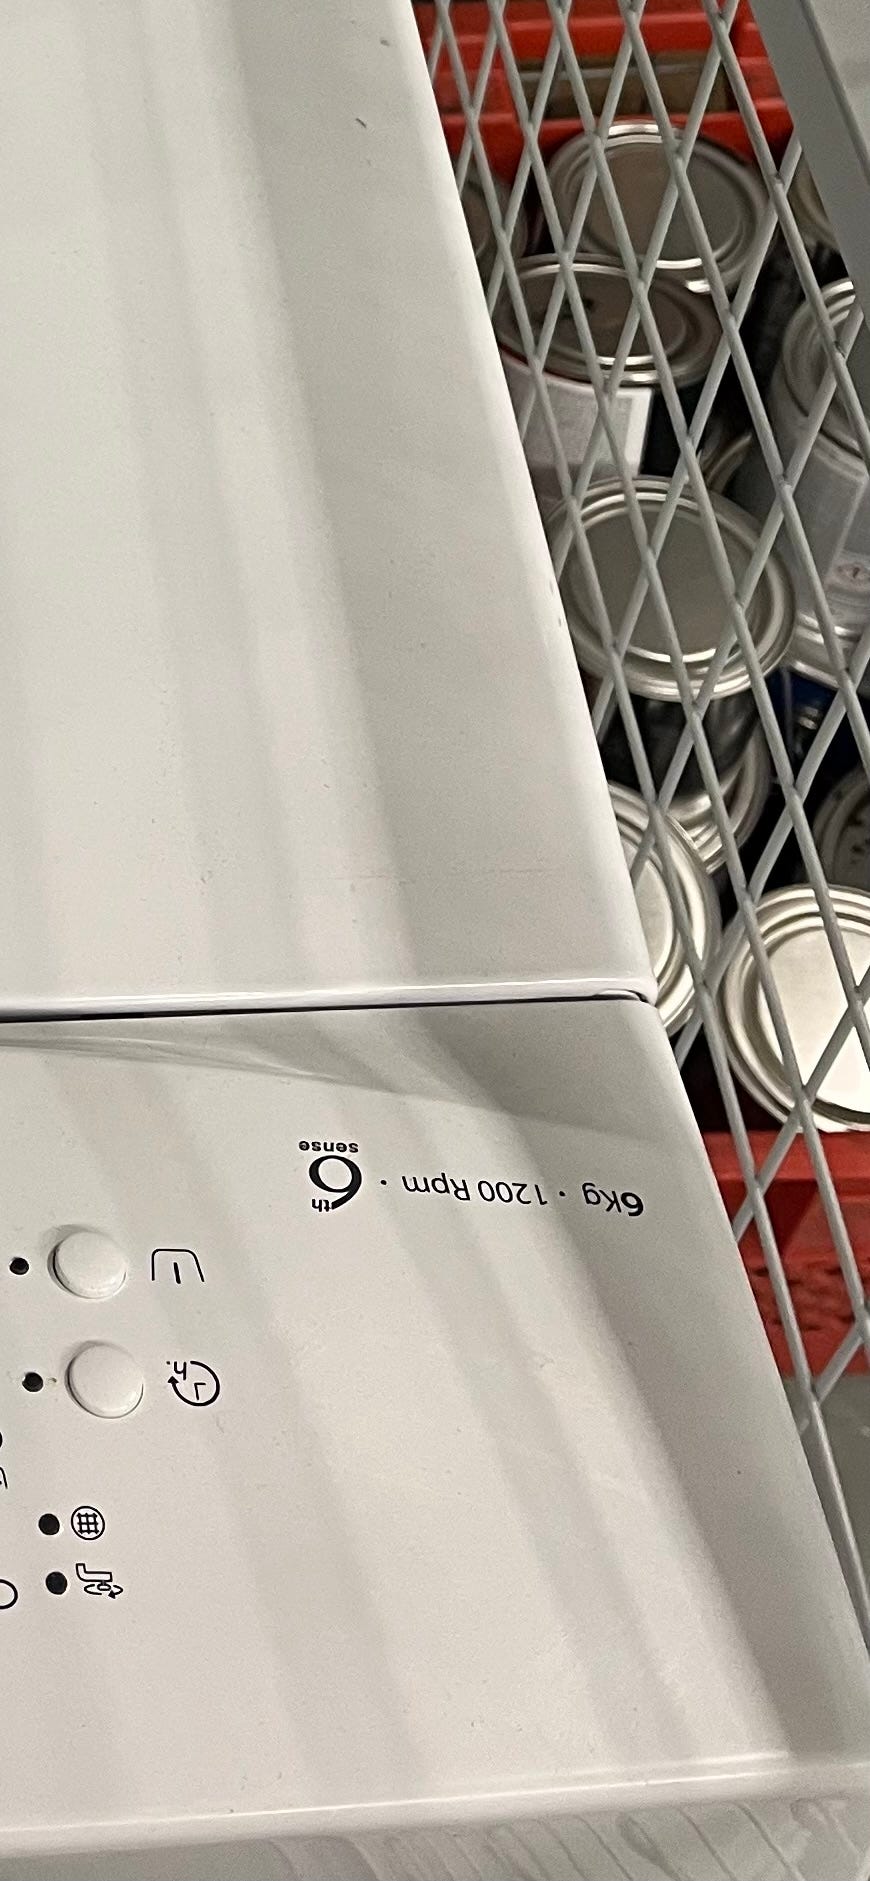 6Kg · 1200 Rpm · 6th sense
h.